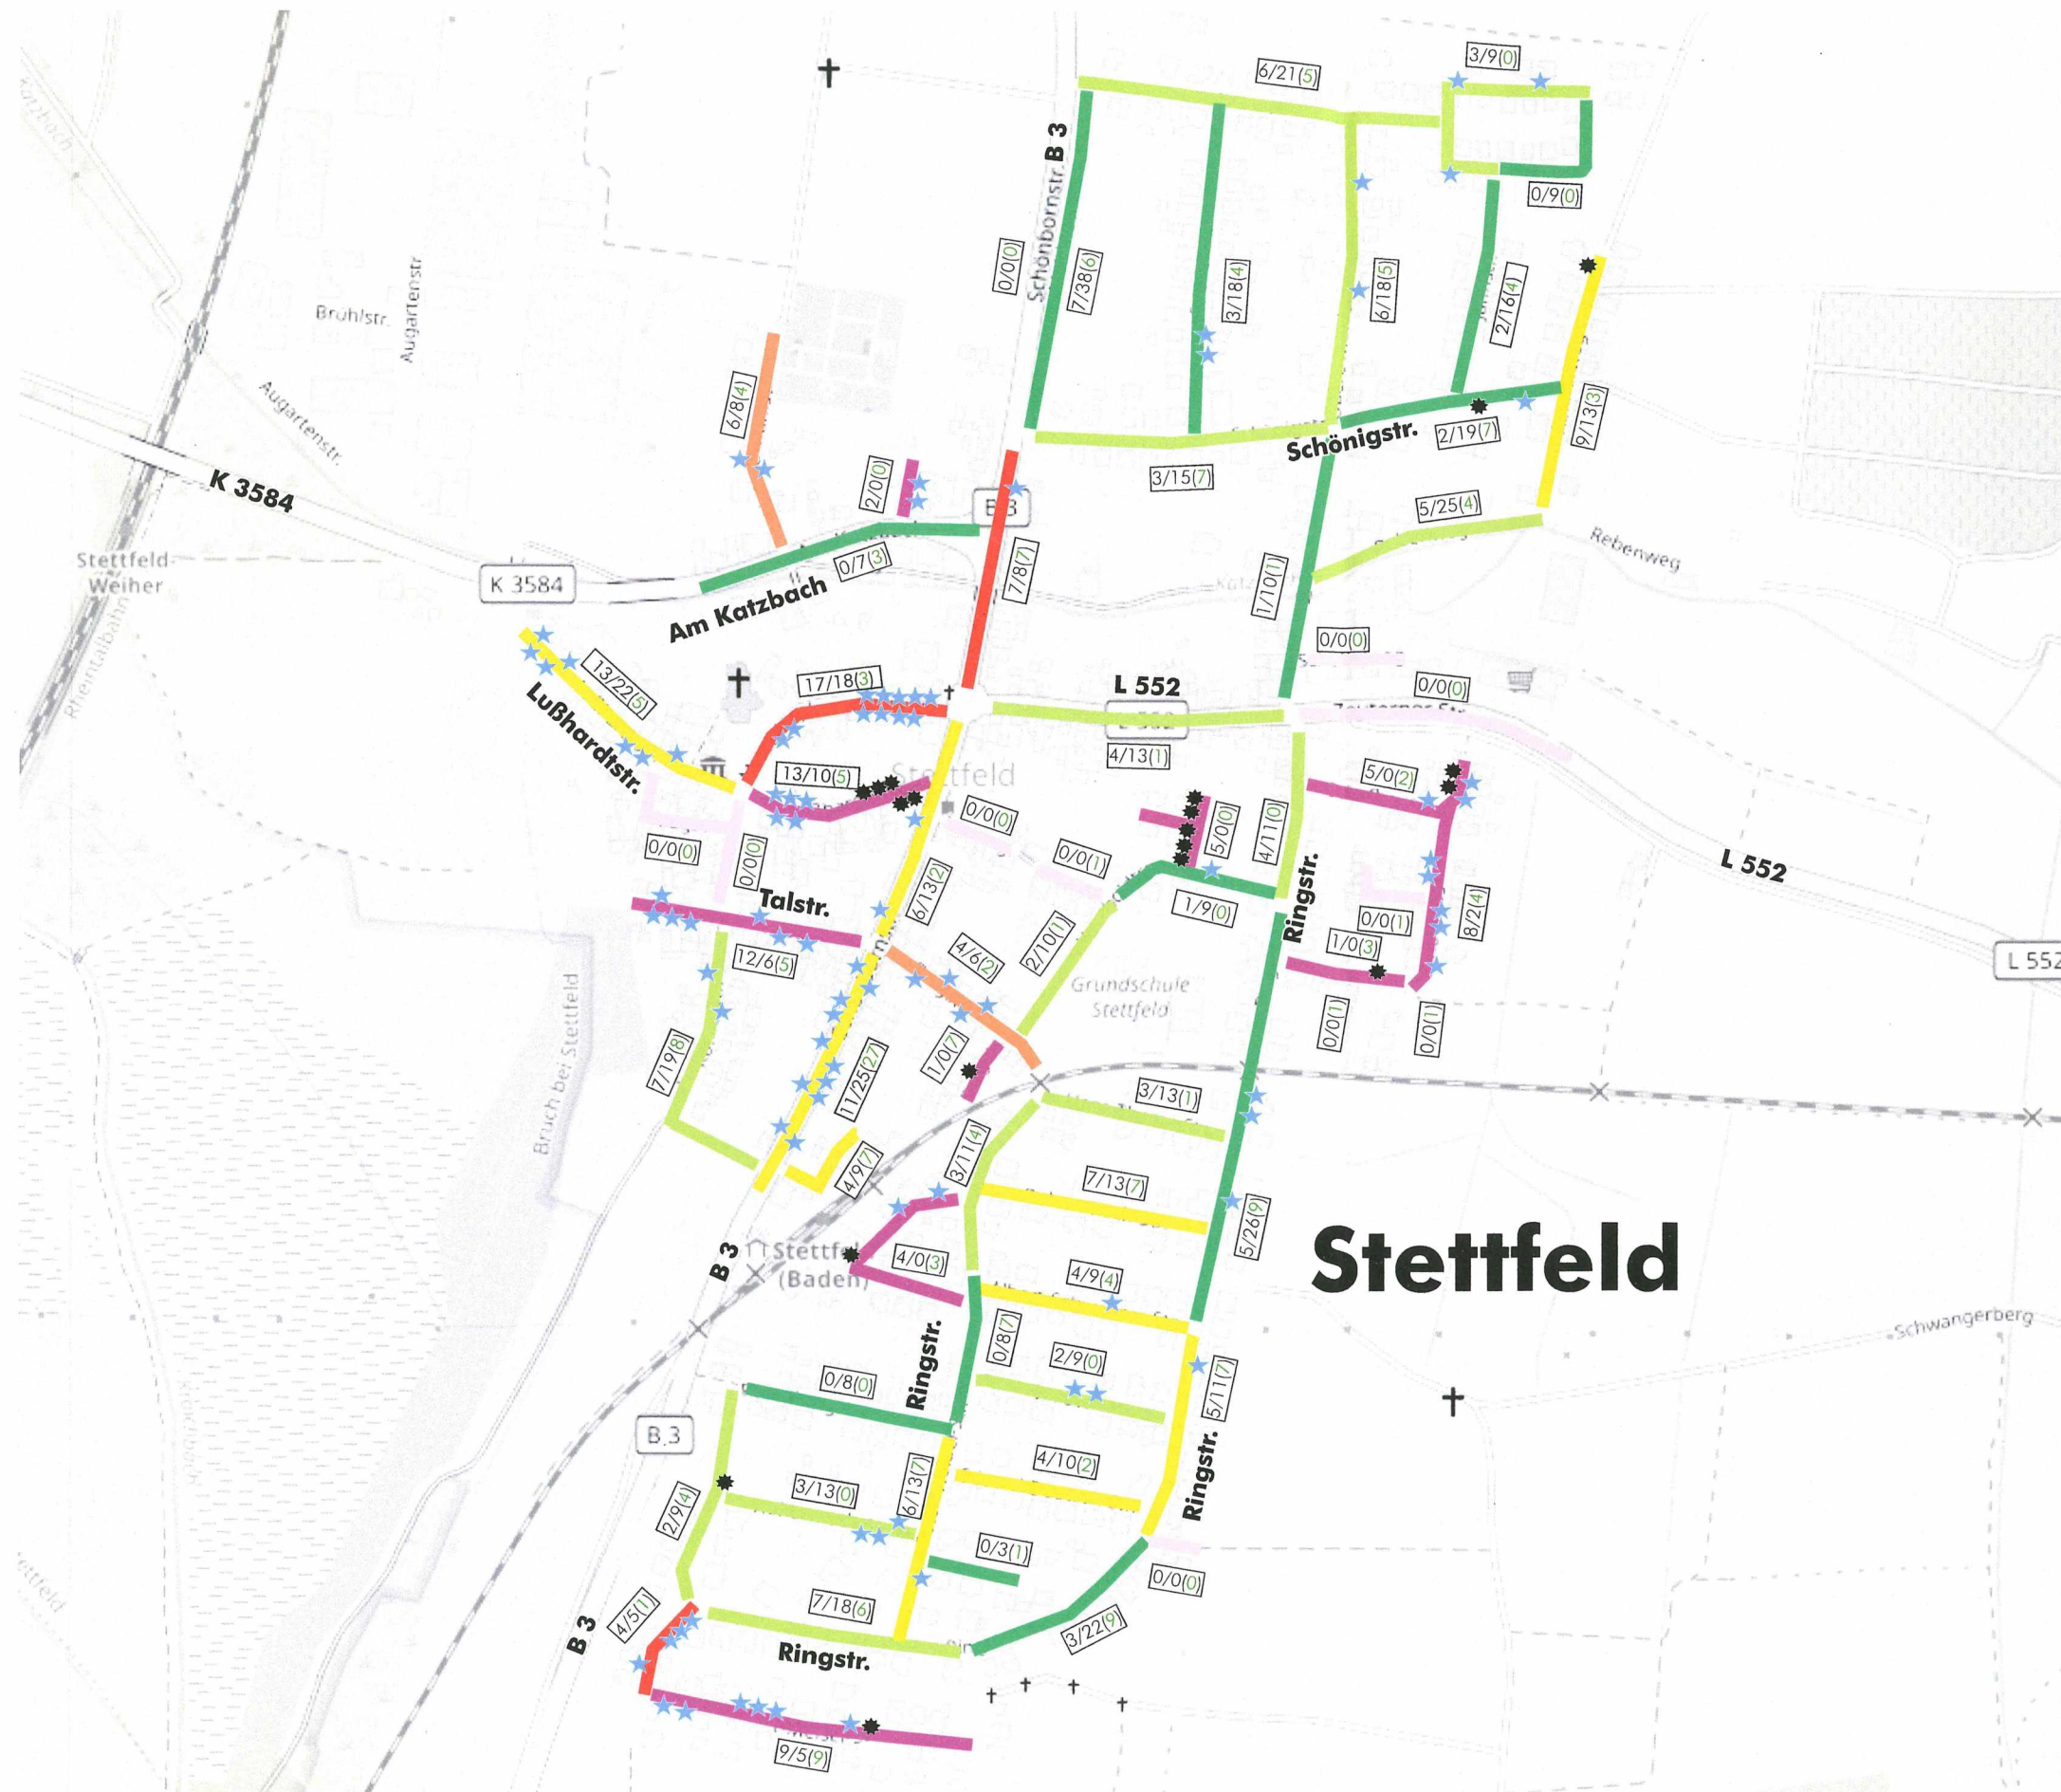 3/9(0)
6/21(5)
B 3
Schönbornstr.
0/9(0)
0/0(0)
7/38(6)
3/18(4)
6/18(5)
2/16(4)
Brühlstr.
Augartenstr.
Augartenstr.
6/8(4)
9/13(3)
Schönigstr.
2/19(7)
3/15(7)
2/0(0)
K 3584
B 3
5/25(4)
Rebenweg
Stettfeld-
Weiher
K 3584
0/7(3)
7/8(7)
1/10(1)
Am Katzbach
Katzbach
Rheintalbahn
0/0(0)
13/22(5)
17/18(3)
L 552
0/0(0)
Lußhardtstr.
4/13(1)
13/10(5)
Stettfeld
5/0(2)
0/0(0)
5/0(0)
4/11(0)
0/0(0)
0/0(0)
0/0(1)
L 552
Talstr.
6/13(2)
1/9(0)
Ringstr.
0/0(1)
8/2(4)
1/0(3)
12/6(5)
4/6(2)
2/10(1)
L 552
Grundschule
Stettfeld
Bruch bei Stettfeld
7/19(8)
11/25(27)
1/0(7)
0/0(1)
0/0(1)
3/13(1)
3/11(4)
4/9(7)
7/13(7)
5/26(9)
Stettfeld
B 3
Stettfeld
(Baden)
4/0(3)
4/9(4)
Schwangerberg
Ringstr.
0/8(7)
2/9(0)
5/11(7)
0/8(0)
B 3
4/10(2)
Ringstr.
2/9(4)
3/13(0)
6/13(7)
0/3(1)
0/0(0)
4/5(1)
7/18(6)
3/22(9)
B 3
Ringstr.
9/5(9)